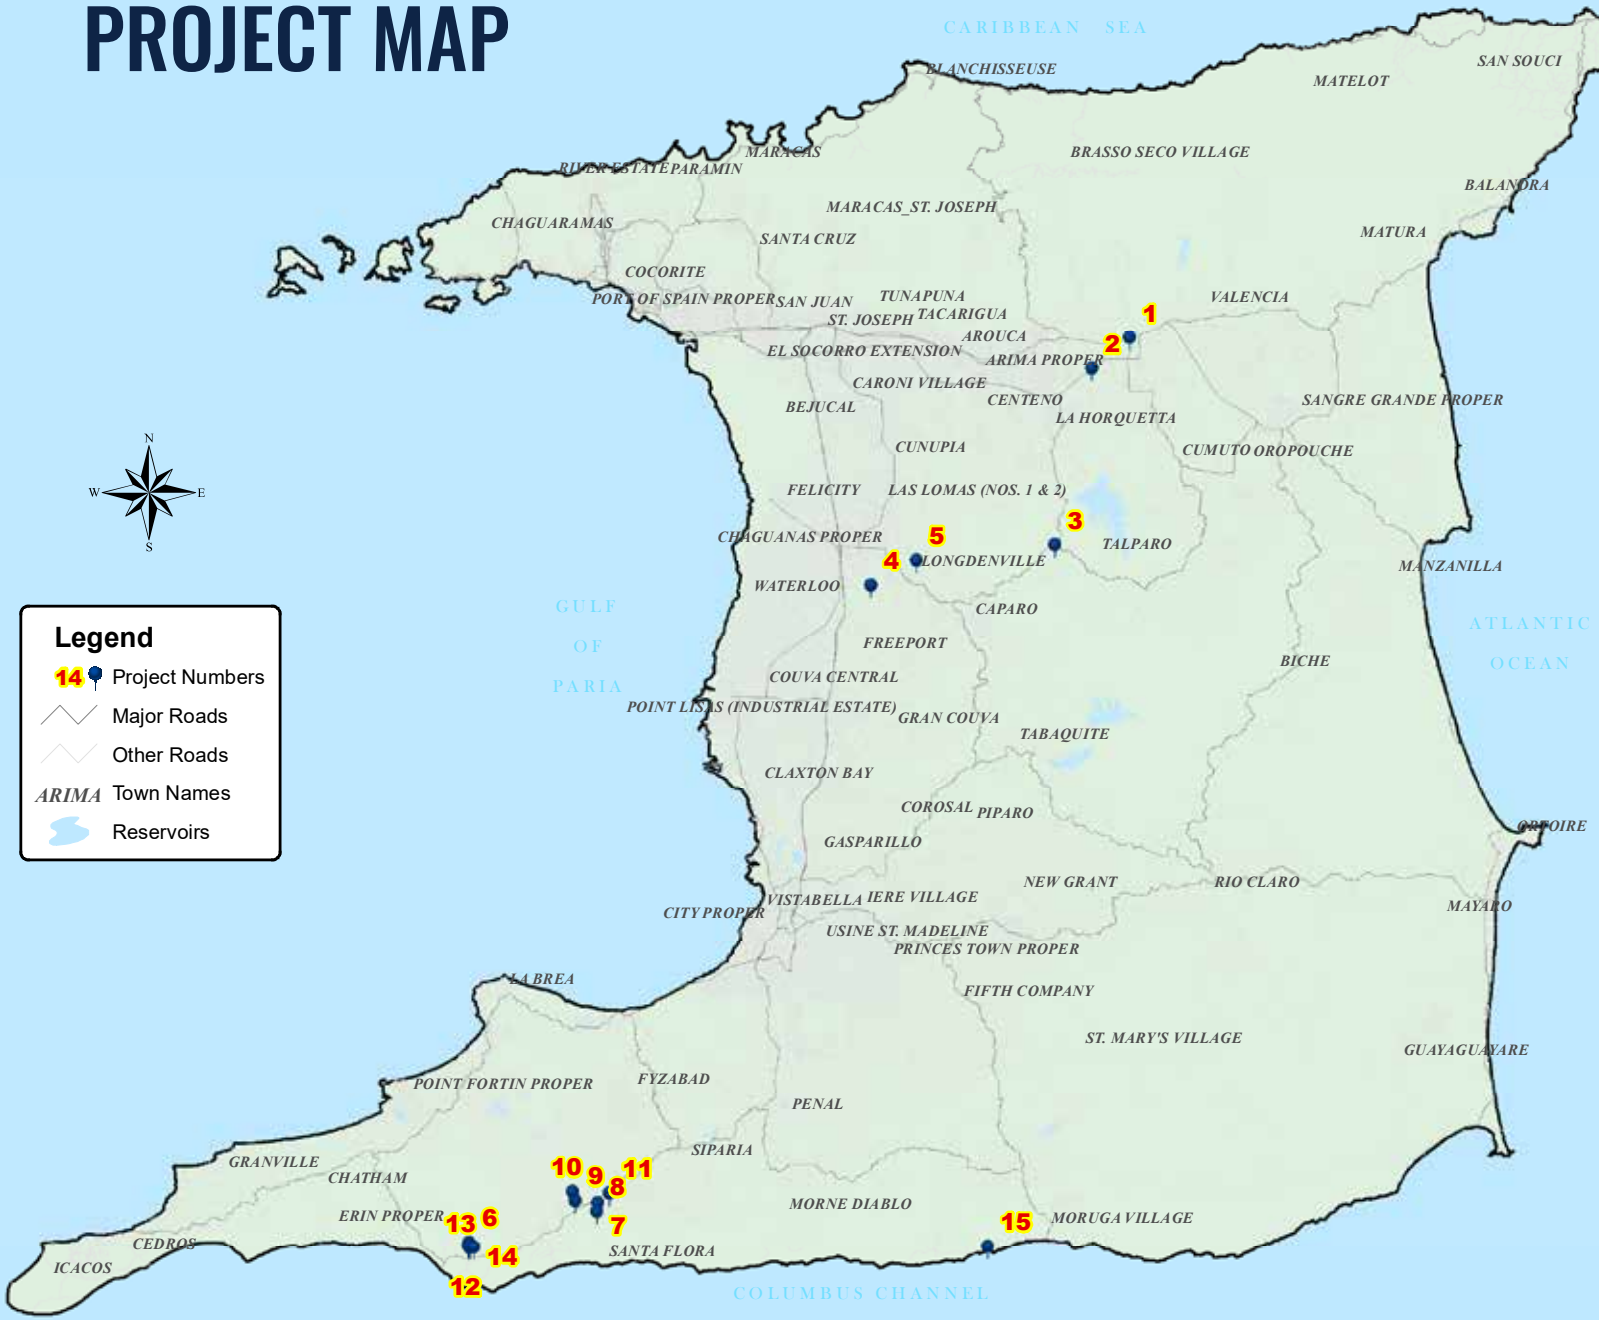 PROJECT MAP
CARIBBEAN SEA
SAN SOUCI
BLANCHISSEUSE
MATELOT
MARACAS
BRASSO SECO VILLAGE
RIVER ESTATE
PARAMIN
BALANDRA
MARACAS_ST. JOSEPH
CHAGUARAMAS
MATURA
SANTA CRUZ
COCORITE
PORT OF SPAIN PROPER
SAN JUAN
TUNAPUNA
VALENCIA
ST. JOSEPH
TACARIGUA
1
AROUCA
2
EL SOCORRO EXTENSION
ARIMA PROPER
CARONI VILLAGE
CENTENO
SANGRE GRANDE PROPER
BEJUCAL
LA HORQUETTA
N
W
E
S
CUNUPIA
CUMUTO
OROPOUCHE
FELICITY
LAS LOMAS (NOS. 1 & 2)
3
CHAGUANAS PROPER
5
TALPARO
4
LONGDENVILLE
MANZANILLA
WATERLOO
CAPARO
GULF
OF
PARIA
ATLANTIC
OCEAN
FREEPORT
BICHE
COUVA CENTRAL
POINT LISAS (INDUSTRIAL ESTATE)
GRAN COUVA
TABAQUITE
Legend
14 Project Numbers
Major Roads
Other Roads
ARIMA Town Names
Reservoirs
CLAXTON BAY
COROSAL
PIPARO
ORTOIRE
GASPARILLO
NEW GRANT
RIO CLARO
VISTABELLA
IERE VILLAGE
MAYARO
CITY PROPER
USINE ST. MADELINE
PRINCES TOWN PROPER
LA BREA
FIFTH COMPANY
ST. MARY'S VILLAGE
GUAYAGUAYARE
POINT FORTIN PROPER
FYZABAD
PENAL
SIPARIA
GRANVILLE
CHATHAM
10
9
11
8
7
MORNE DIABLO
ERIN PROPER
13
6
15
MORUGA VILLAGE
CEDROS
SANTA FLORA
14
ICACOS
12
COLUMBUS CHANNEL